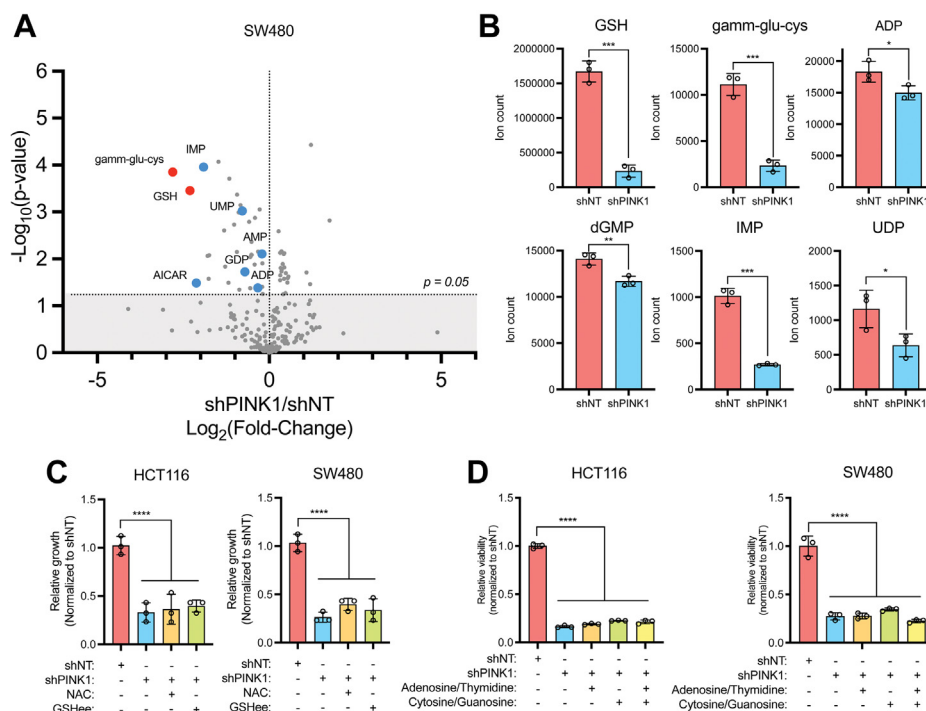 A
SW480
6
5
4
3
2
1
0
-Log10(p-value)
gamm-glu-cys
IMP
GSH
UMP
AMP
GDP
AICAR
ADP
p = 0.05
-5
0
5
shPINK1/shNT
Log2(Fold-Change)
B
GSH
2000000
1500000
1000000
500000
0
Ion count
***
shNT shPINK1
gamm-glu-cys
15000
10000
5000
0
Ion count
***
shNT shPINK1
ADP
20000
15000
10000
5000
0
Ion count
*
shNT shPINK1
dGMP
15000
10000
5000
0
Ion count
**
shNT shPINK1
IMP
1500
1000
500
0
Ion count
***
shNT shPINK1
UDP
2000
1500
1000
500
0
Ion count
*
shNT shPINK1
C
HCT116
1.5
1.0
0.5
0.0
Relative growth
(Normalized to shNT)
****
shNT: + - - -
shPINK1: - + + +
NAC: - - + -
GSHee: - - - +
SW480
1.5
1.0
0.5
0.0
Relative growth
(Normalized to shNT)
****
shNT: + - - -
shPINK1: - + + +
NAC: - - + -
GSHee: - - - +
D
HCT116
1.5
1.0
0.5
0.0
Relative viability
(normalized to shNT)
****
shNT: + - - - -
shPINK1: - + + + +
Adenosine/Thymidine: - - + - +
Cytosine/Guanosine: - - - + +
SW480
1.5
1.0
0.5
0.0
Relative viability
(normalized to shNT)
****
shNT: + - - - -
shPINK1: - + + + +
Adenosine/Thymidine: - - + - +
Cytosine/Guanosine: - - - + +